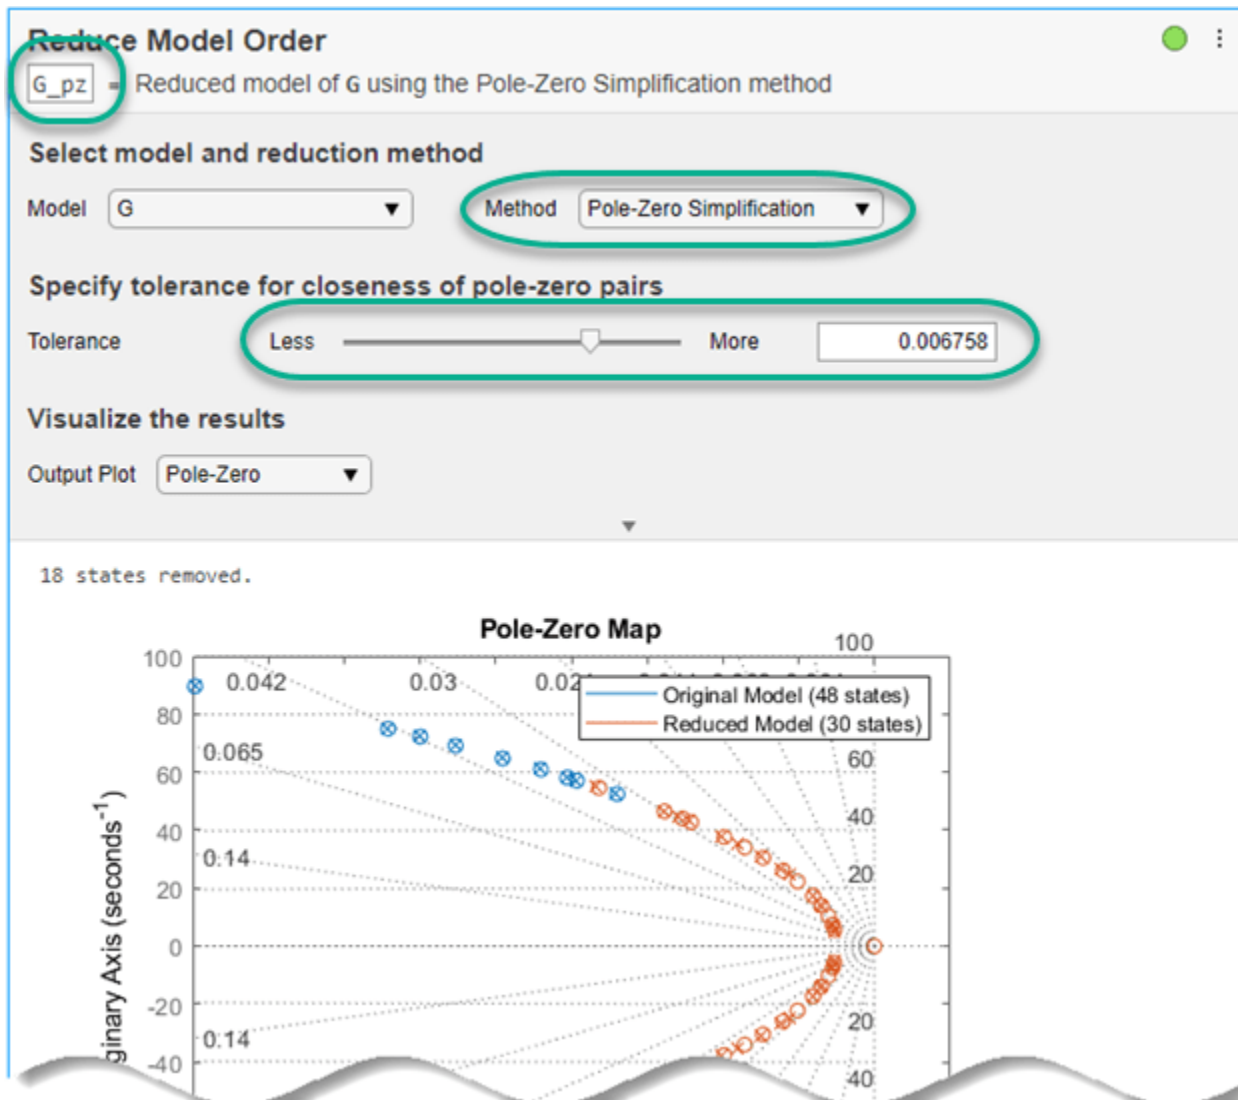 Reduce Model Order
G_pz = Reduced model of G using the Pole-Zero Simplification method
Select model and reduction method
Model G Method Pole-Zero Simplification
Specify tolerance for closeness of pole-zero pairs
Tolerance Less More 0.006758
Visualize the results
Output Plot Pole-Zero
18 states removed.
Pole-Zero Map
100
100
0.042 0.03
Original Model (48 states)
80
Reduced Model (30 states)
0.065 60
60
40 40
0.14
20
20
0
-20 20
0.14
-40
40
ginary Axis (seconds⁻¹)